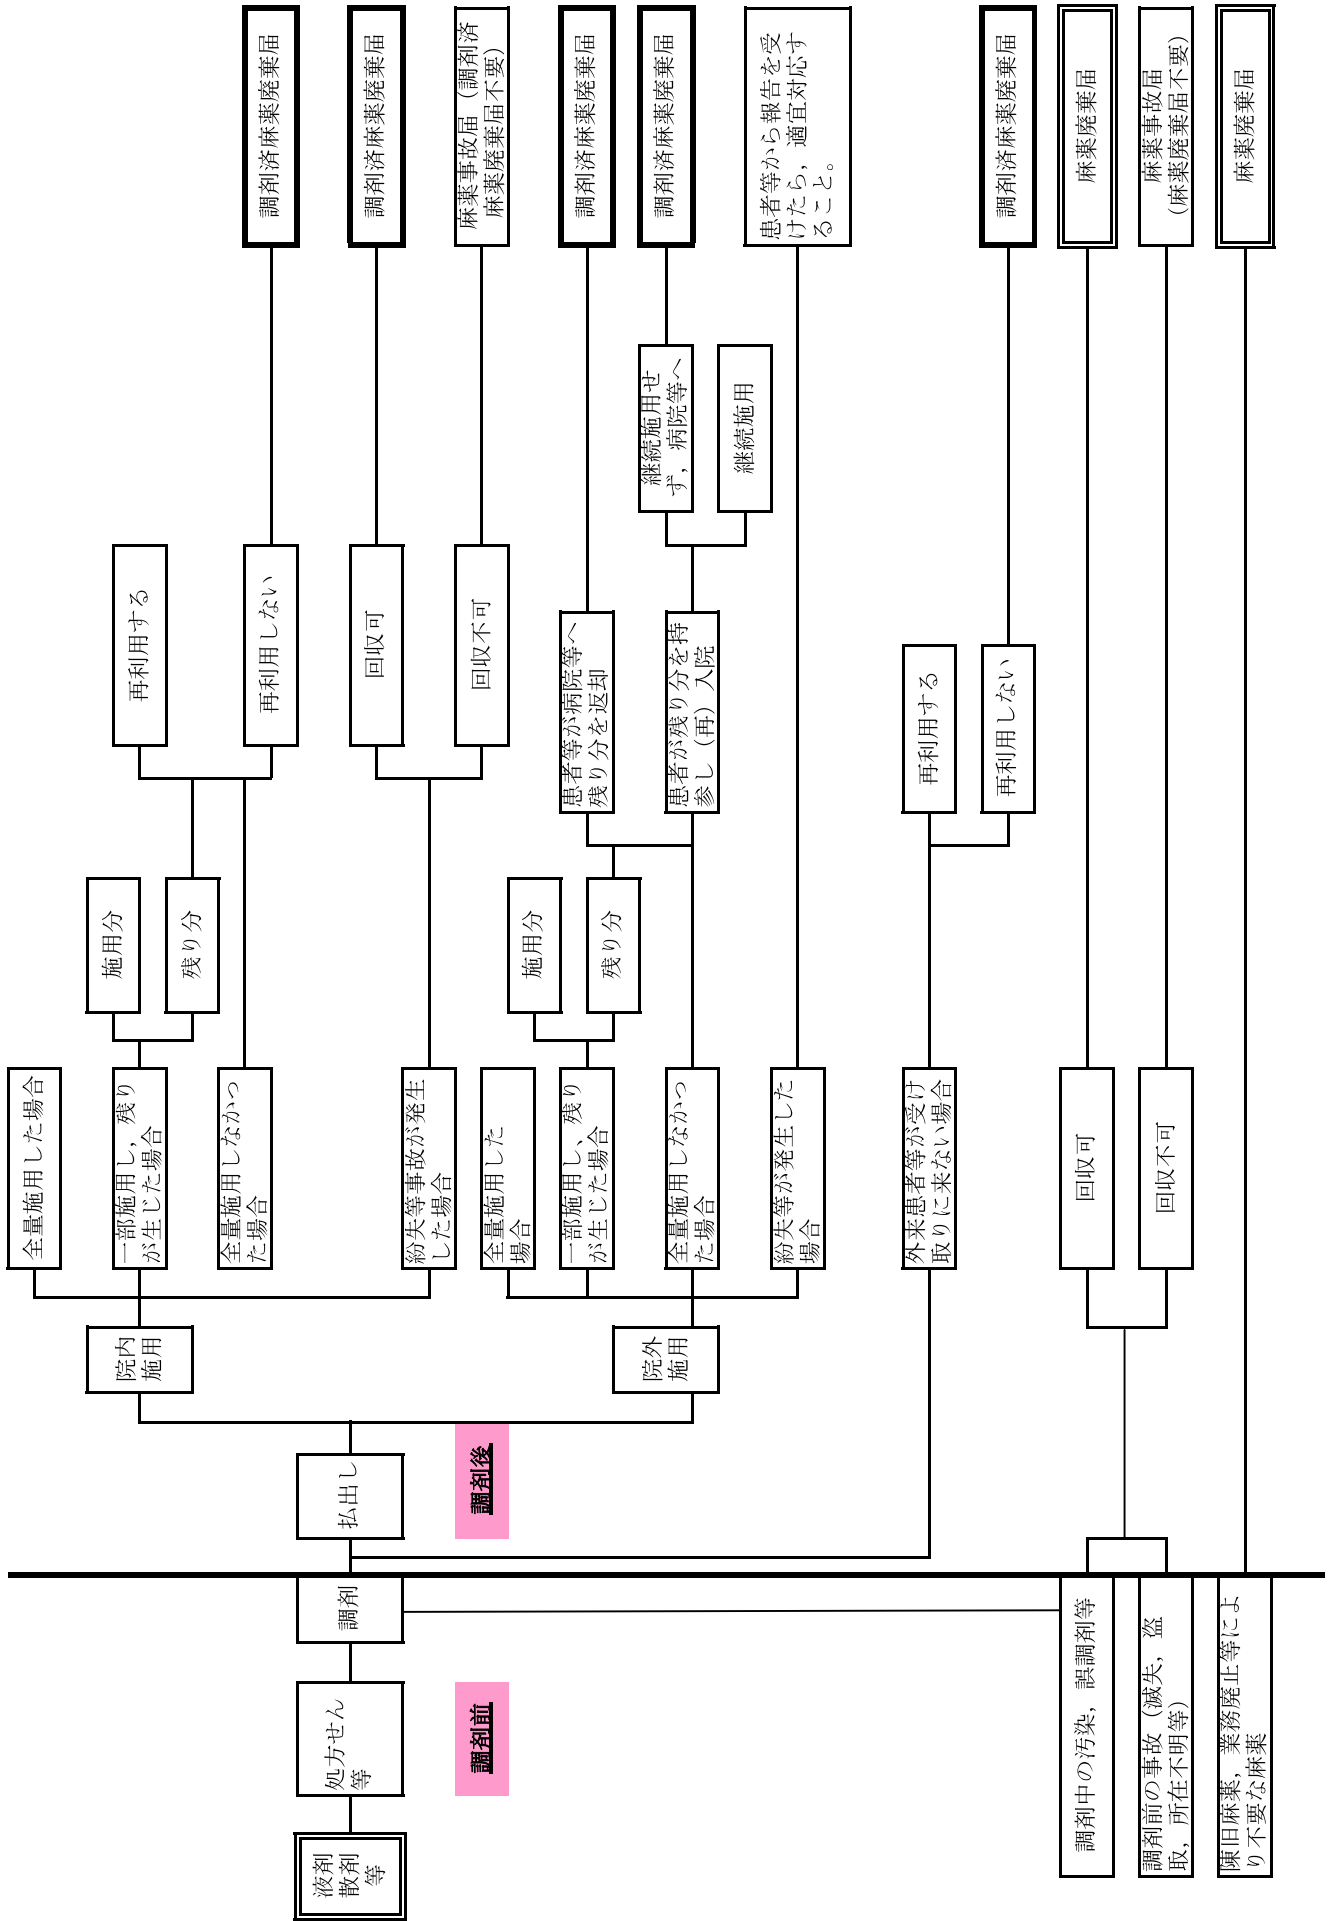 液剤
散剤
等
処方せん
等
調剤
払出し
調剤前
調剤後
院内
施用
院外
施用
全量施用した場合
一部施用し，残り
が生じた場合
全量施用しなかっ
た場合
紛失等事故が発生
した場合
全量施用した
場合
一部施用し、残り
が生じた場合
全量施用しなかっ
た場合
紛失等が発生した
場合
外来患者等が受け
取りに来ない場合
回収可
回収不可
施用分
残り分
施用分
残り分
再利用する
再利用しない
回収可
回収不可
患者等が病院等へ
残り分を返却
患者が残り分を持
参し（再）入院
再利用する
再利用しない
継続施用せ
ず，病院等へ
継続施用
調剤済麻薬廃棄届
調剤済麻薬廃棄届
麻薬事故届（調剤済
麻薬廃棄届不要）
調剤済麻薬廃棄届
調剤済麻薬廃棄届
患者等から報告を受
けたら，適宜対応す
ること。
調剤済麻薬廃棄届
麻薬廃棄届
麻薬事故届
（麻薬廃棄届不要）
麻薬廃棄届
調剤中の汚染，誤調剤等
調剤前の事故（滅失，盗
取，所在不明等）
陳旧麻薬，業務廃止等によ
り不要な麻薬